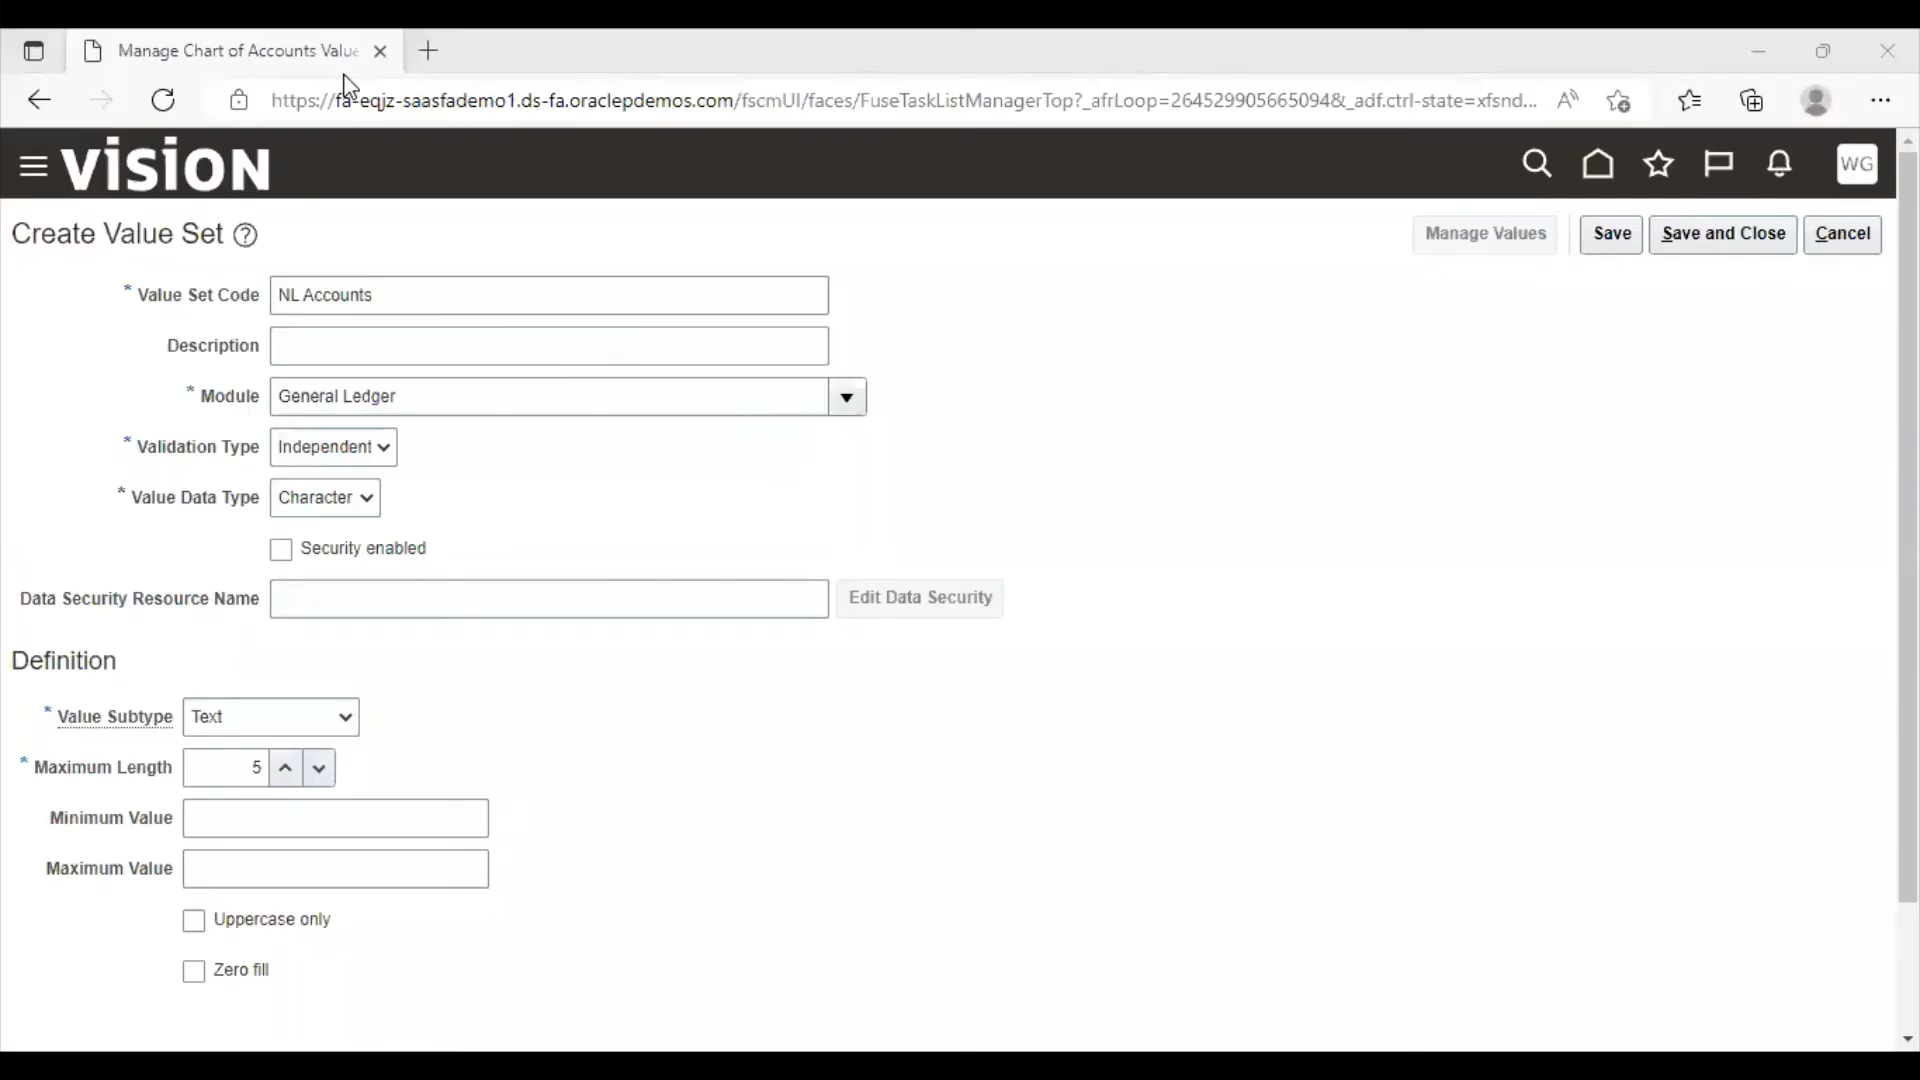 Manage Chart of Accounts Value
https://fa-eqjz-saasfademo1.ds-fa.oraclepdemos.com/fscmUI/faces/FuseTaskListManagerTop?_afrLoop=264529905665094&_adf.ctrl-state=xfsnd...
VISION
WG
Create Value Set
Manage Values
Save
Save and Close
Cancel
* Value Set Code NL Accounts
Description
* Module General Ledger
* Validation Type Independent
* Value Data Type Character
Security enabled
Data Security Resource Name
Edit Data Security
Definition
* Value Subtype Text
* Maximum Length 5
Minimum Value
Maximum Value
Uppercase only
Zero fill